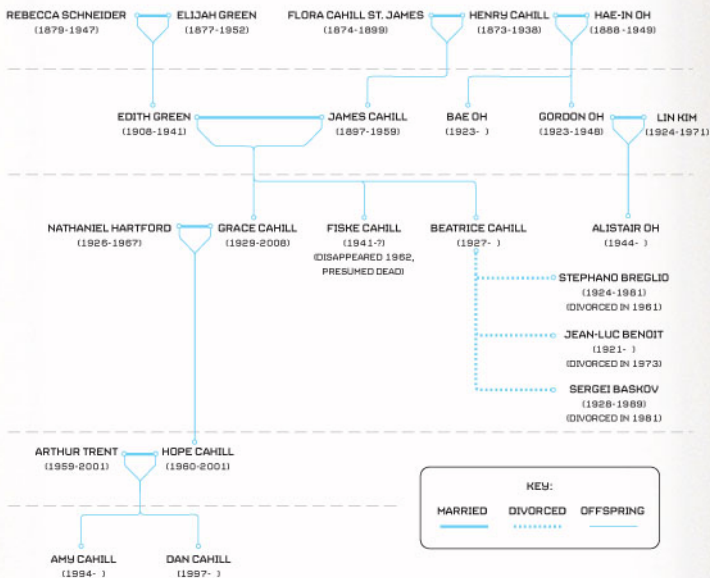 REBECCA SCHNEIDER ELIJAH GREEN FLORA CAHILL ST. JAMES HENRY CAHILL HAE-IN OH
(1879-1947) (1877-1952) (1874-1899) (1873-1938) (1888-1949)
EDITH GREEN JAMES CAHILL BAE OH GORDON OH LIN KIM
(1908-1941) (1897-1959) (1923- ) (1923-1948) (1924-1971)
NATHANIEL HARTFORD GRACE CAHILL FISKE CAHILL BEATRICE CAHILL ALISTAIR OH
(1926-1967) (1929-2008) (1941-?) (1927- ) (1944- )
(DISAPPEARED 1962,
PRESUMED DEAD)
STEPHANO BREGLIO
(1924-1981)
(DIVORCED IN 1961)
JEAN-LUC BENOIT
(1921- )
(DIVORCED IN 1973)
SERGEI BASKOV
(1928-1989)
(DIVORCED IN 1981)
ARTHUR TRENT HOPE CAHILL
(1959-2001) (1960-2001)
KEY:
MARRIED DIVORCED OFFSPRING
AMY CAHILL DAN CAHILL
(1994- ) (1997- )